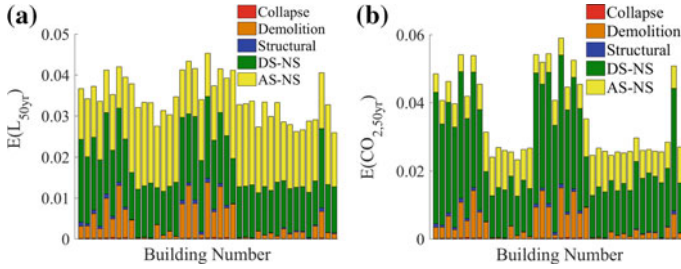 (a)
Collapse
Demolition
Structural
DS-NS
AS-NS
0.05
0.04
0.03
0.02
0.01
0
E(L50yr)
Building Number
(b)
Collapse
Demolition
Structural
DS-NS
AS-NS
0.06
0.04
0.02
0
E(CO2,50yr)
Building Number